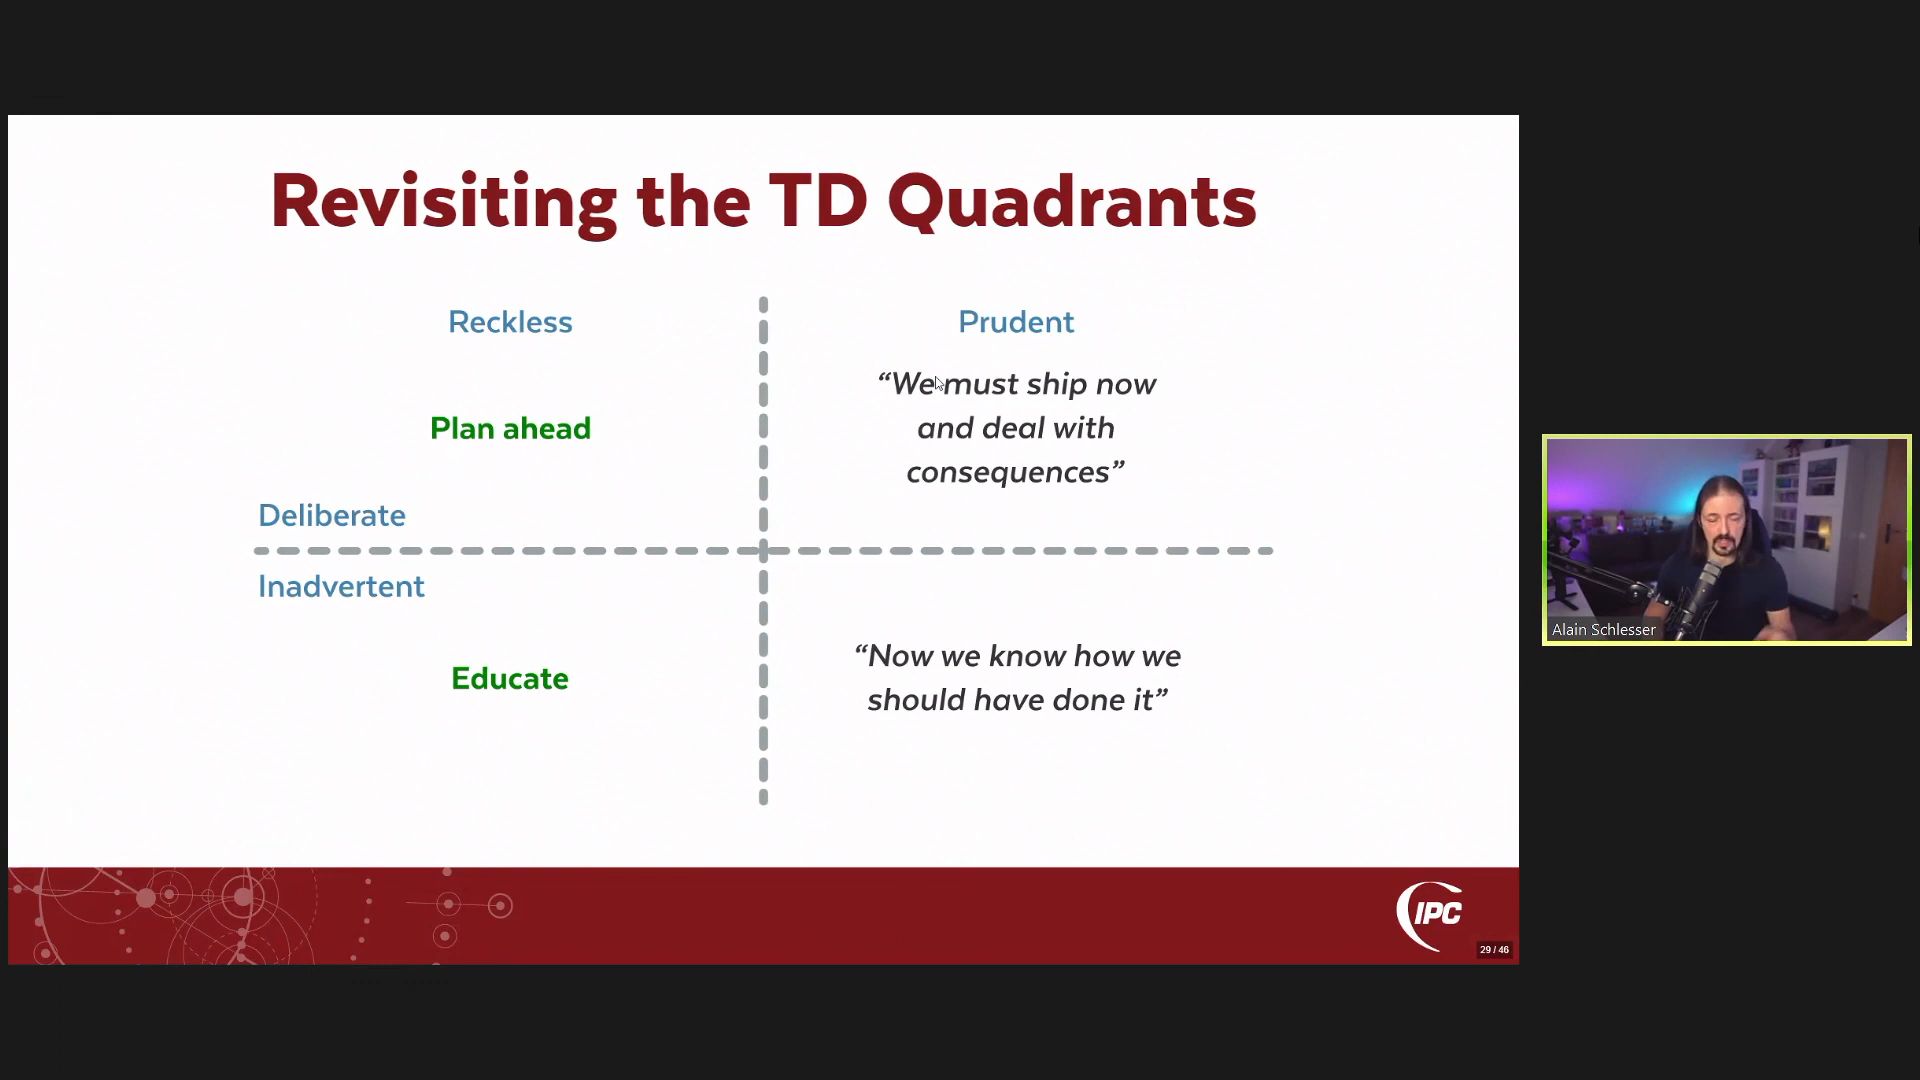 Revisiting the TD Quadrants
Reckless
Prudent
Plan ahead
“We must ship now
and deal with
consequences”
Deliberate
Inadvertent
Educate
“Now we know how we
should have done it”
Alain Schlesser
IPC
29 / 46